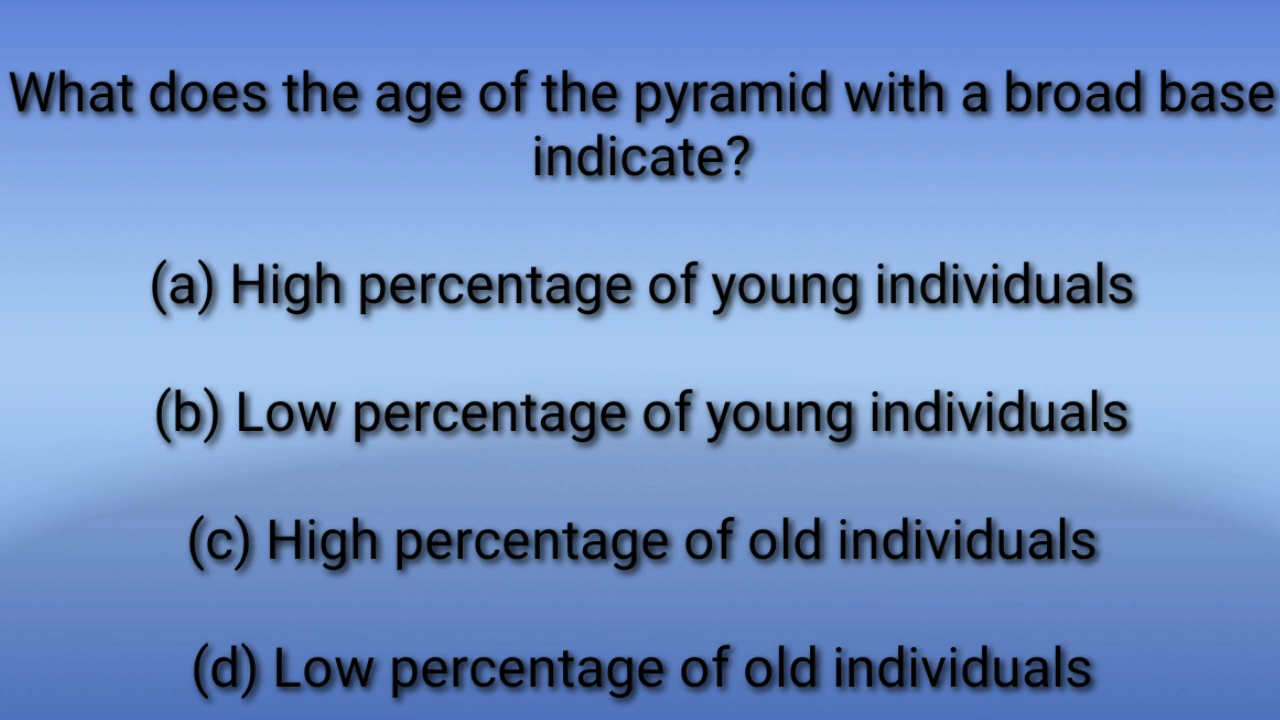 What does the age of the pyramid with a broad base
indicate?
(a) High percentage of young individuals
(b) Low percentage of young individuals
(c) High percentage of old individuals
(d) Low percentage of old individuals